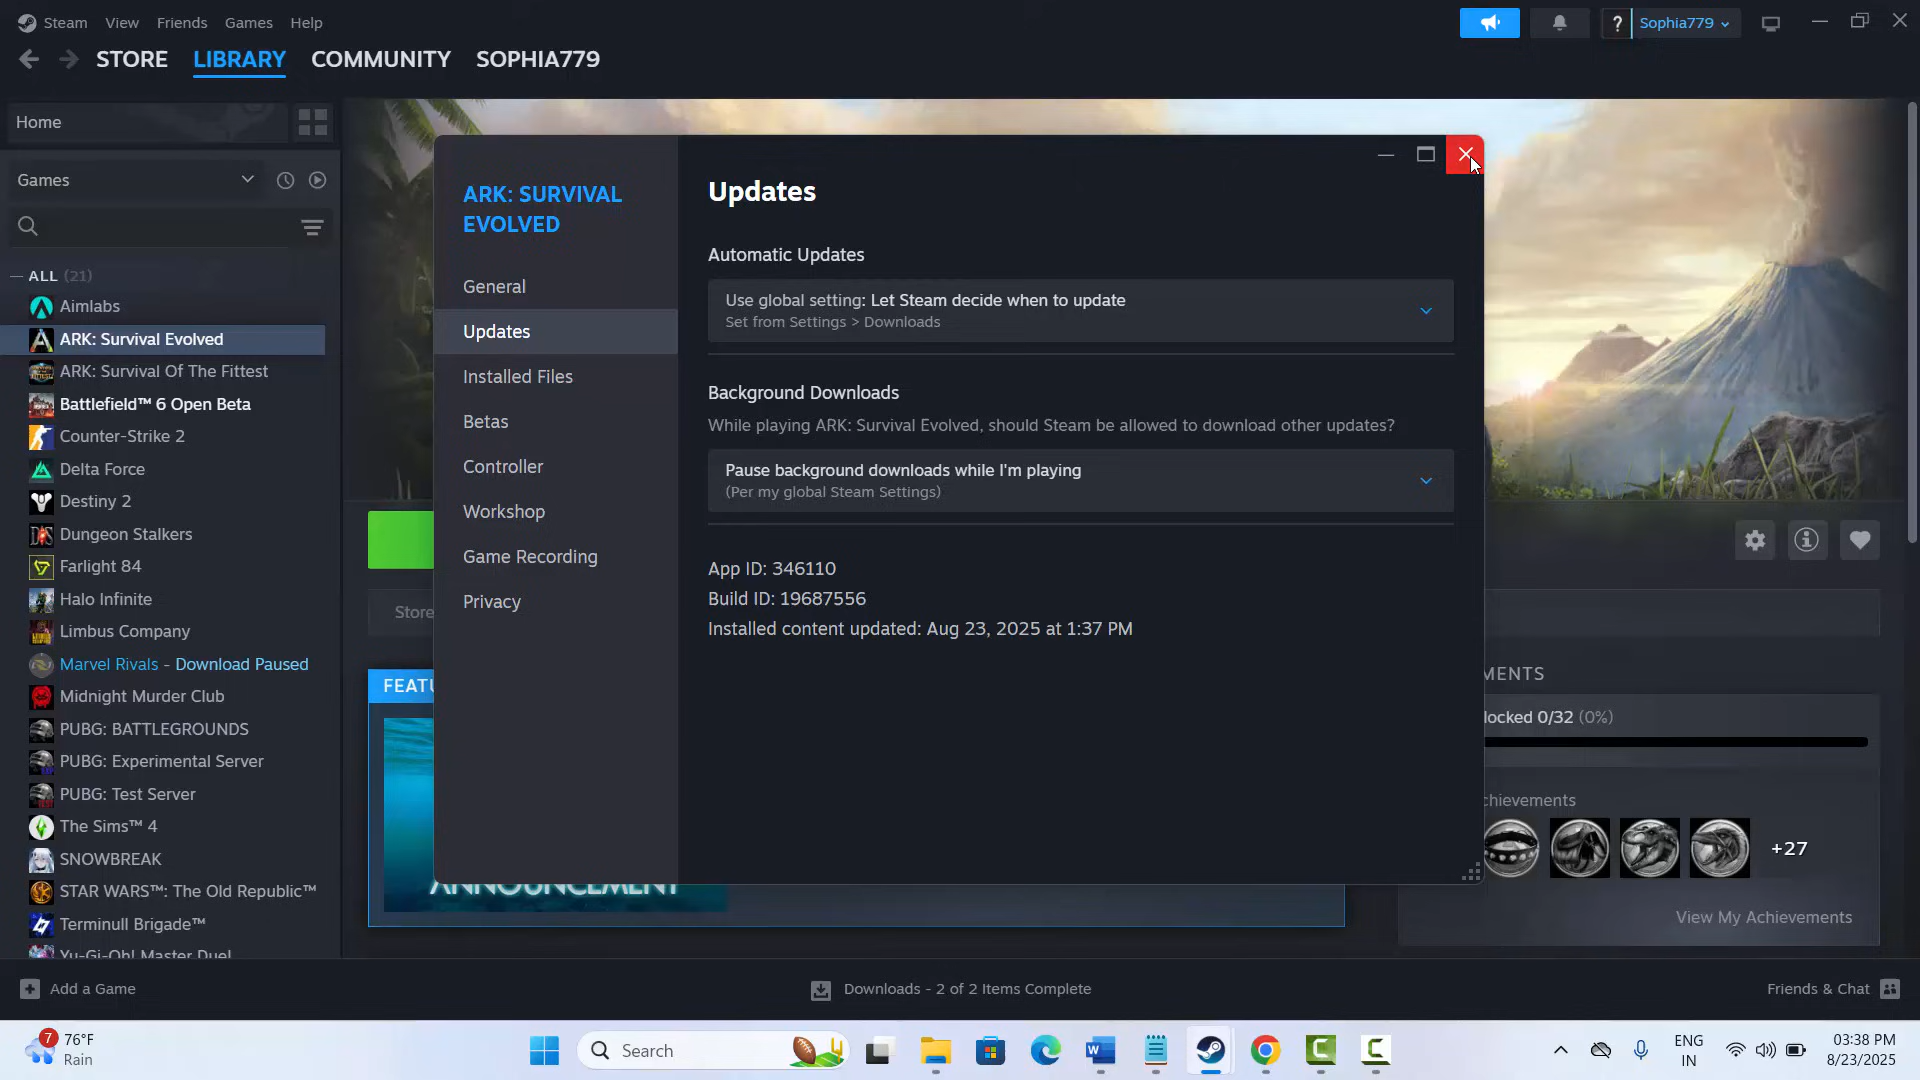 Steam View Friends Games Help
? Sophia779
STORE LIBRARY COMMUNITY SOPHIA779
Home
Games
ALL (21)
Aimlabs
ARK: Survival Evolved
ARK: Survival Of The Fittest
Battlefield™ 6 Open Beta
Counter-Strike 2
Delta Force
Destiny 2
Dungeon Stalkers
Farlight 84
Halo Infinite
Limbus Company
Marvel Rivals - Download Paused
Midnight Murder Club
PUBG: BATTLEGROUNDS
PUBG: Experimental Server
PUBG: Test Server
The Sims™ 4
SNOWBREAK
STAR WARS™: The Old Republic™
Terminull Brigade™
Yu-Gi-Oh! Master Duel
ARK: SURVIVAL
EVOLVED
General
Updates
Installed Files
Betas
Controller
Workshop
Game Recording
Privacy
Updates
Automatic Updates
Use global setting: Let Steam decide when to update
Set from Settings > Downloads
Background Downloads
While playing ARK: Survival Evolved, should Steam be allowed to download other updates?
Pause background downloads while I'm playing
(Per my global Steam Settings)
App ID: 346110
Build ID: 19687556
Installed content updated: Aug 23, 2025 at 1:37 PM
Store
FEATU
ANNOUNCEMENT
MENTS
locked 0/32 (0%)
chievements
+27
View My Achievements
Add a Game
Downloads - 2 of 2 Items Complete
Friends & Chat
7
76°F
Rain
Search
ENG
IN
03:38 PM
8/23/2025